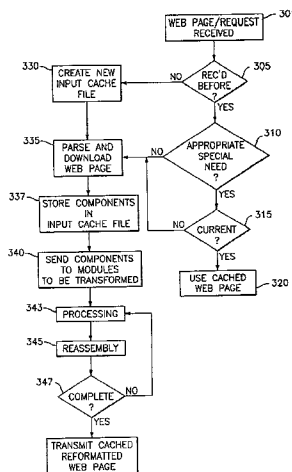 30
WEB PAGE/REQUEST
RECEIVED
305
REC'D
BEFORE
?
NO
YES
330
CREATE NEW
INPUT CACHE
FILE
310
APPROPRIATE
SPECIAL
NEED
?
NO
YES
335
PARSE AND
DOWNLOAD
WEB PAGE
315
CURRENT
?
NO
YES
337
STORE COMPONENTS
IN
INPUT CACHE FILE
320
USE CACHED
WEB PAGE
340
SEND COMPONENTS
TO MODULES
TO BE TRANSFORMED
343
PROCESSING
345
REASSEMBLY
347
COMPLETE
?
NO
YES
TRANSMIT CACHED
REFORMATTED
WEB PAGE